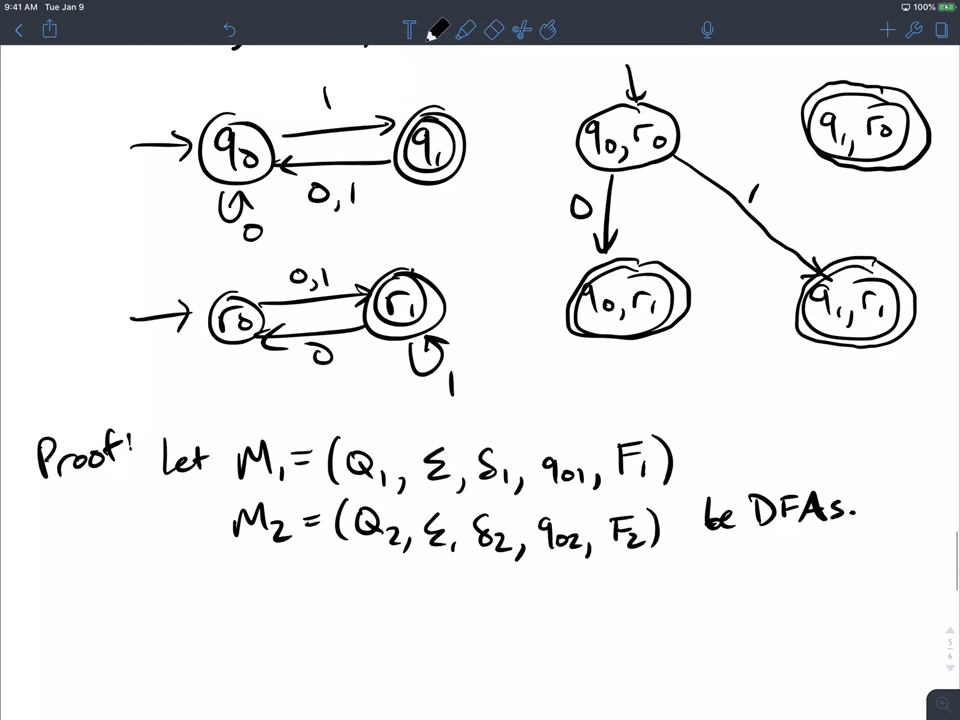 9:41 AM Tue Jan 9
100%
T
1
q0
q1
0,1
0
0,1
r0
r1
0
1
q0, r0
q1, r0
0
1
q0, r1
q1, r1
Proof: Let M1 = (Q1, Σ, δ1, q01, F1)
M2 = (Q2, Σ, δ2, q02, F2) be DFAs.
5
6